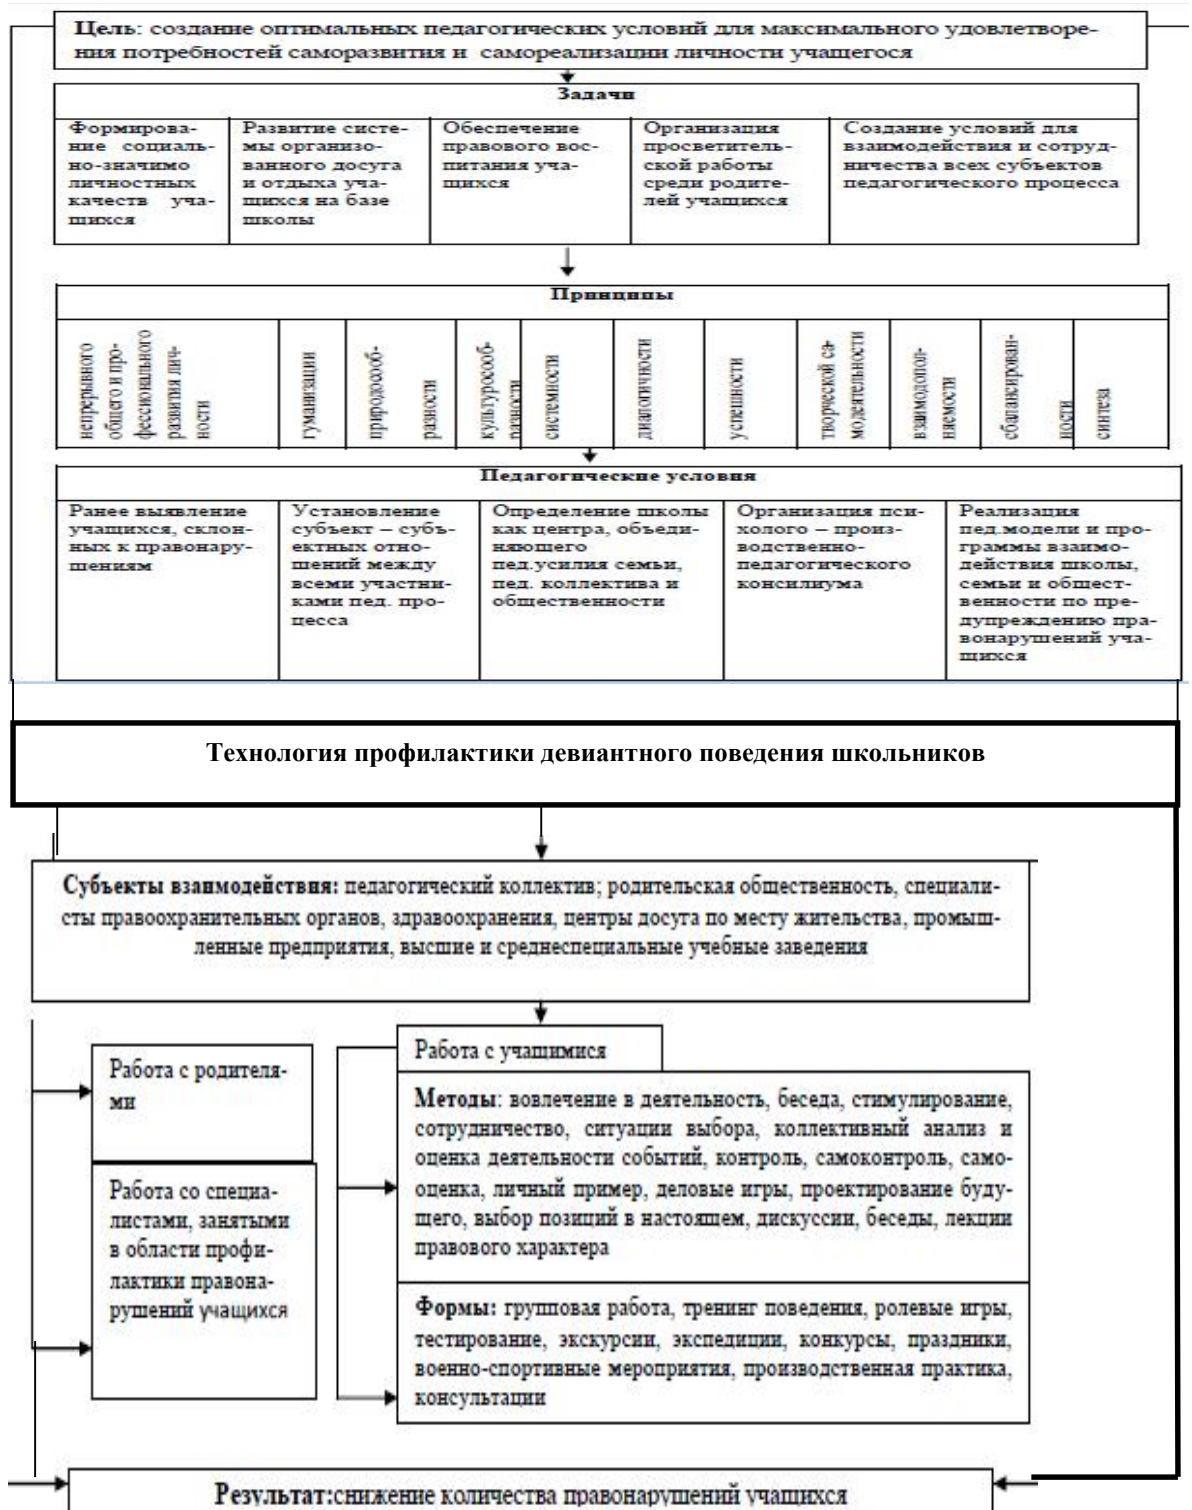 Цель: создание оптимальных педагогических условий для максимального удовлетворе-
ния потребностей саморазвития и самореализации личности учащегося
Задачи
Формирова-
ние социаль-
но-значимо
личностных
качеств уча-
щихся
Развитие систе-
мы организо-
ванного досуга
и отдыха уча-
щихся на базе
школы
Обеспечение
правового вос-
питания уча-
щихся
Организация
просветитель-
ской работы
среди родите-
лей учащихся
Создание условий для
взаимодействия и сотруд-
ничества всех субъектов
педагогического процесса
Принципы
непрерывного
общего и про-
фессионального
развития лич-
ности
гуманизации
природосооб-
разности
культуросооб-
разности
системности
диалогичности
успешности
творческой са-
модеятельности
взаимодопол-
няемости
сбалансирован-
ности
синтеза
Педагогические условия
Ранее выявление
учащихся, склон-
ных к правонару-
шениям
Установление
субъект – субъ-
ектных отно-
шений между
всеми участни-
ками пед. про-
цесса
Определение школы
как центра, объеди-
няющего
пед.усилия семьи,
пед. коллектива и
общественности
Организация пси-
холого – произ-
водственно-
педагогического
консилиума
Реализация
пед.модели и про-
граммы взаимо-
действия школы,
семьи и общест-
венности по пре-
дупреждению пра-
вонарушений уча-
щихся
Технология профилактики девиантного поведения школьников
Субъекты взаимодействия: педагогический коллектив; родительская общественность, специали-
сты правоохранительных органов, здравоохранения, центры досуга по месту жительства, промыш-
ленные предприятия, высшие и среднеспециальные учебные заведения
Работа с родителя-
ми
Работа со специа-
листами, занятыми
в области профи-
лактики правона-
рушений учащихся
Работа с учащимися
Методы: вовлечение в деятельность, беседа, стимулирование,
сотрудничество, ситуации выбора, коллективный анализ и
оценка деятельности событий, контроль, самоконтроль, само-
оценка, личный пример, деловые игры, проектирование буду-
щего, выбор позиций в настоящем, дискуссии, беседы, лекции
правового характера
Формы: групповая работа, тренинг поведения, ролевые игры,
тестирование, экскурсии, экспедиции, конкурсы, праздники,
военно-спортивные мероприятия, производственная практика,
консультации
Результат:снижение количества правонарушений учащихся